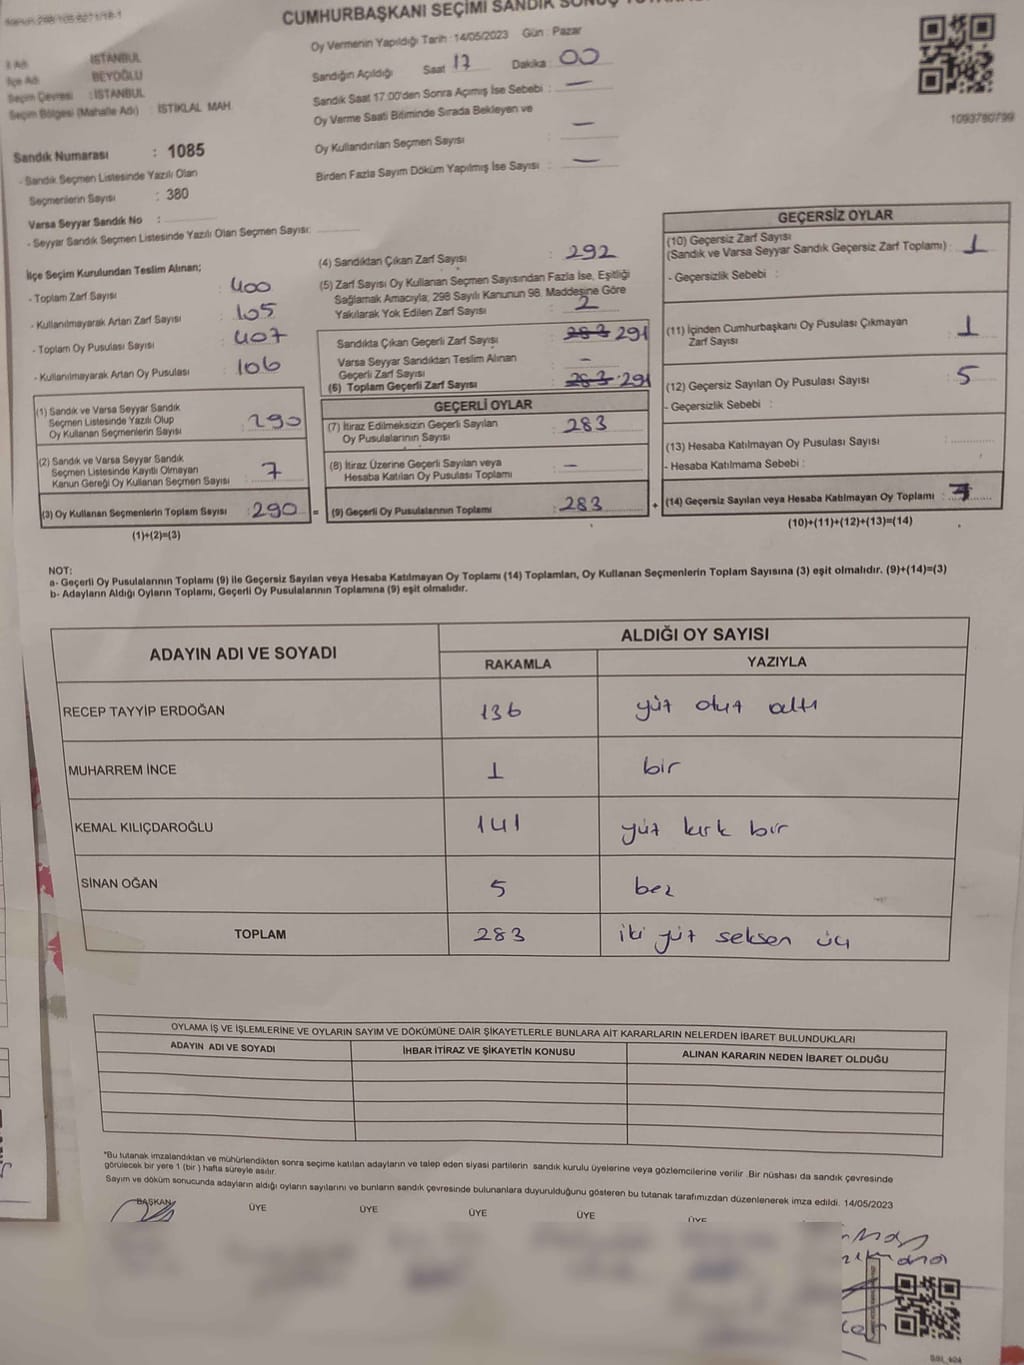 CUMHURBAŞKANI SEÇİMİ SANDIK SONUÇ
Oy Vermenin Yapıldığı Tarih : 14/05/2023 Gün : Pazar
İl Adı İSTANBUL
İlçe Adı BEYOĞLU
Seçim Çevresi : İSTANBUL
Seçim Bölgesi (Mahalle Adı) : İSTİKLAL MAH.
Sandığın Açıldığı Saat 17 Dakika 00
Sandık Saat 17:00'den Sonra Açımış İse Sebebi : —
Oy Verme Saati Bitiminde Sırada Bekleyen ve
Oy Kullandırılan Seçmen Sayısı : —
Birden Fazla Sayım Döküm Yapılmış İse Sayısı : —
1093780799
Sandık Numarası : 1085
- Sandık Seçmen Listesinde Yazılı Olan
Seçmenlerin Sayısı : 380
Varsa Seyyar Sandık No :
- Seyyar Sandık Seçmen Listesinde Yazılı Olan Seçmen Sayısı:
İlçe Seçim Kurulundan Teslim Alınan;
- Toplam Zarf Sayısı : 400
- Kullanılmayarak Artan Zarf Sayısı : 105
- Toplam Oy Pusulası Sayısı : 407
- Kullanılmayarak Artan Oy Pusulası : 106
(1) Sandık ve Varsa Seyyar Sandık
Seçmen Listesinde Yazılı Olup
Oy Kullanan Seçmenlerin Sayısı : 290
(2) Sandık ve Varsa Seyyar Sandık
Seçmen Listesinde Kayıtlı Olmayan
Kanun Gereği Oy Kullanan Seçmen Sayısı : 7
(3) Oy Kullanan Seçmenlerin Toplam Sayısı : 290 =
(1)+(2)=(3)
(4) Sandıktan Çıkan Zarf Sayısı : 292
(5) Zarf Sayısı Oy Kullanan Seçmen Sayısından Fazla İse, Eşitliği
Sağlamak Amacıyla; 298 Sayılı Kanunun 98. Maddesine Göre
Yakılarak Yok Edilen Zarf Sayısı : 2
Sandıkta Çıkan Geçerli Zarf Sayısı : 283 291
Varsa Seyyar Sandıktan Teslim Alınan
Geçerli Zarf Sayısı : —
(6) Toplam Geçerli Zarf Sayısı : 283 291
GEÇERLİ OYLAR
(7) İtiraz Edilmeksizin Geçerli Sayılan
Oy Pusulalarının Sayısı : 283
(8) İtiraz Üzerine Geçerli Sayılan veya
Hesaba Katılan Oy Pusulası Toplamı : —
(9) Geçerli Oy Pusulalarının Toplamı : 283 +
GEÇERSİZ OYLAR
(10) Geçersiz Zarf Sayısı
(Sandık ve Varsa Seyyar Sandık Geçersiz Zarf Toplamı) : 1
- Geçersizlik Sebebi :
(11) İçinden Cumhurbaşkanı Oy Pusulası Çıkmayan
Zarf Sayısı : 1
(12) Geçersiz Sayılan Oy Pusulası Sayısı : 5
- Geçersizlik Sebebi :
(13) Hesaba Katılmayan Oy Pusulası Sayısı :
- Hesaba Katılmama Sebebi :
(14) Geçersiz Sayılan veya Hesaba Katılmayan Oy Toplamı : 7
(10)+(11)+(12)+(13)=(14)
NOT:
a- Geçerli Oy Pusulalarının Toplamı (9) ile Geçersiz Sayılan veya Hesaba Katılmayan Oy Toplamı (14) Toplamları, Oy Kullanan Seçmenlerin Toplam Sayısına (3) eşit olmalıdır. (9)+(14)=(3)
b- Adayların Aldığı Oyların Toplamı, Geçerli Oy Pusulalarının Toplamına (9) eşit olmalıdır.
ADAYIN ADI VE SOYADI ALDIĞI OY SAYISI
RAKAMLA YAZIYLA
RECEP TAYYİP ERDOĞAN 136 yüz otuz altı
MUHARREM İNCE 1 bir
KEMAL KILIÇDAROĞLU 141 yüz kırk bir
SİNAN OĞAN 5 beş
TOPLAM 283 iki yüz seksen üç
OYLAMA İŞ VE İŞLEMLERİNE VE OYLARIN SAYIM VE DÖKÜMÜNE DAİR ŞİKAYETLERLE BUNLARA AİT KARARLARIN NELERDEN İBARET BULUNDUKLARI
ADAYIN ADI VE SOYADI İHBAR İTİRAZ VE ŞİKAYETİN KONUSU ALINAN KARARIN NEDEN İBARET OLDUĞU
*Bu tutanak imzalandıktan ve mühürlendikten sonra seçime katılan adayların ve talep eden siyasi partilerin sandık kurulu üyelerine veya gözlemcilerine verilir .Bir nüshası da sandık çevresinde
görülecek bir yere 1 (bir ) hafta süreyle asılır.
Sayım ve döküm sonucunda adayların aldığı oyların sayılarını ve bunların sandık çevresinde bulunanlara duyurulduğunu gösteren bu tutanak tarafımızdan düzenlenerek imza edildi. 14/05/2023
BAŞKAN ÜYE ÜYE ÜYE ÜYE ÜYE